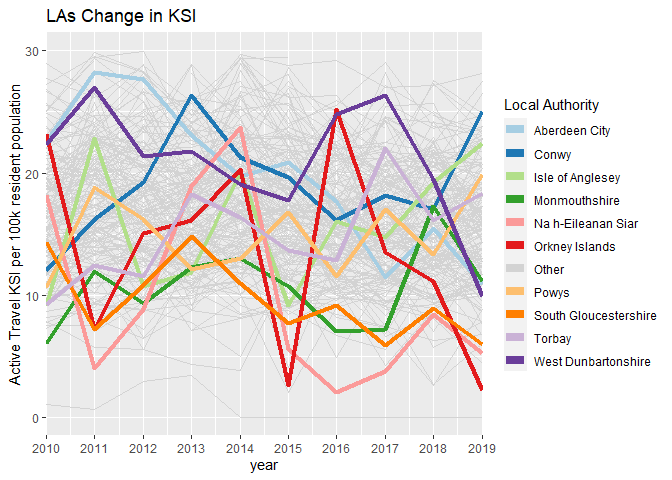 LAs Change in KSI
Active Travel KSI per 100k resident population
30
20
10
0
2010 2011 2012 2013 2014 2015 2016 2017 2018 2019
year
Local Authority
Aberdeen City
Conwy
Isle of Anglesey
Monmouthshire
Na h-Eileanan Siar
Orkney Islands
Other
Powys
South Gloucestershire
Torbay
West Dunbartonshire